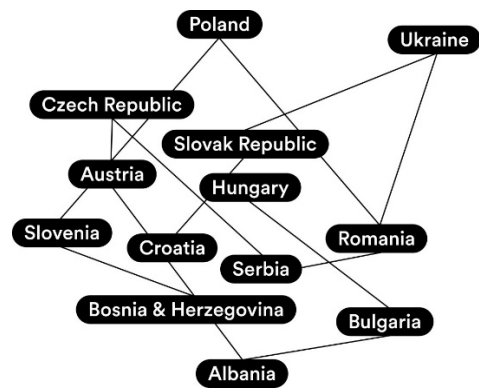 Poland
Ukraine
Czech Republic
Slovak Republic
Austria
Hungary
Slovenia
Croatia
Romania
Serbia
Bosnia & Herzegovina
Bulgaria
Albania